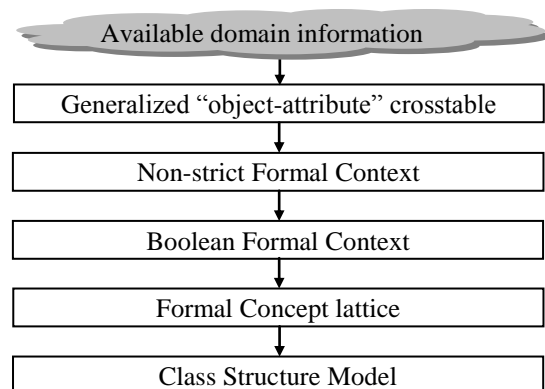 Available domain information
Generalized “object-attribute” crosstable
Non-strict Formal Context
Boolean Formal Context
Formal Concept lattice
Class Structure Model